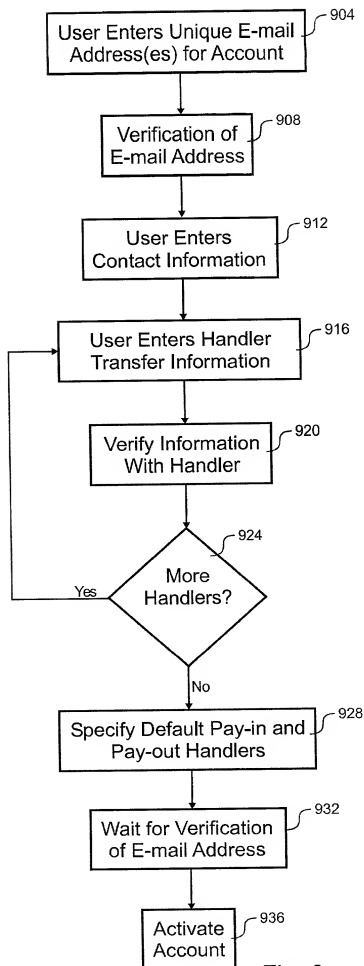 User Enters Unique E-mail
Address(es) for Account
904
Verification of
E-mail Address
908
User Enters
Contact Information
912
User Enters Handler
Transfer Information
916
Verify Information
With Handler
920
924
More
Handlers?
Yes
No
Specify Default Pay-in and
Pay-out Handlers
928
Wait for Verification
of E-mail Address
932
Activate
Account
936